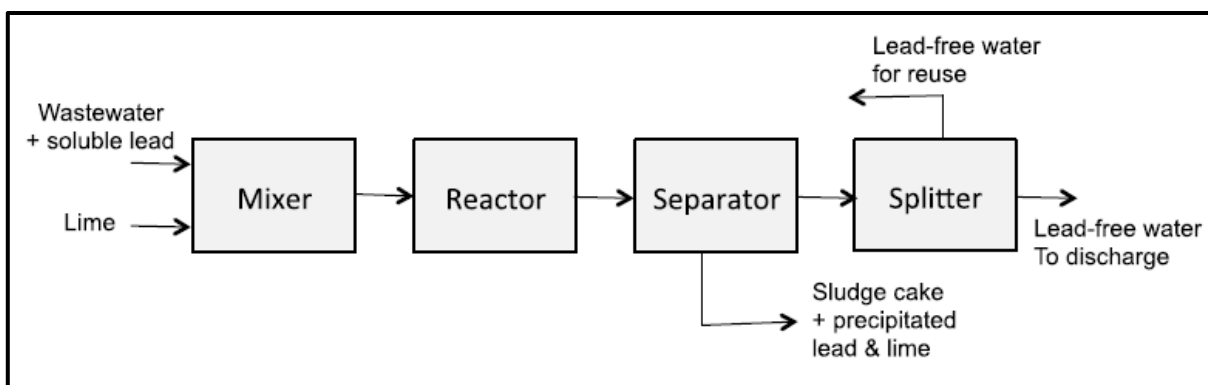 Lead-free water
for reuse
Wastewater
+ soluble lead
Mixer
Reactor
Separator
Splitter
Lime
Lead-free water
To discharge
Sludge cake
+ precipitated
lead & lime